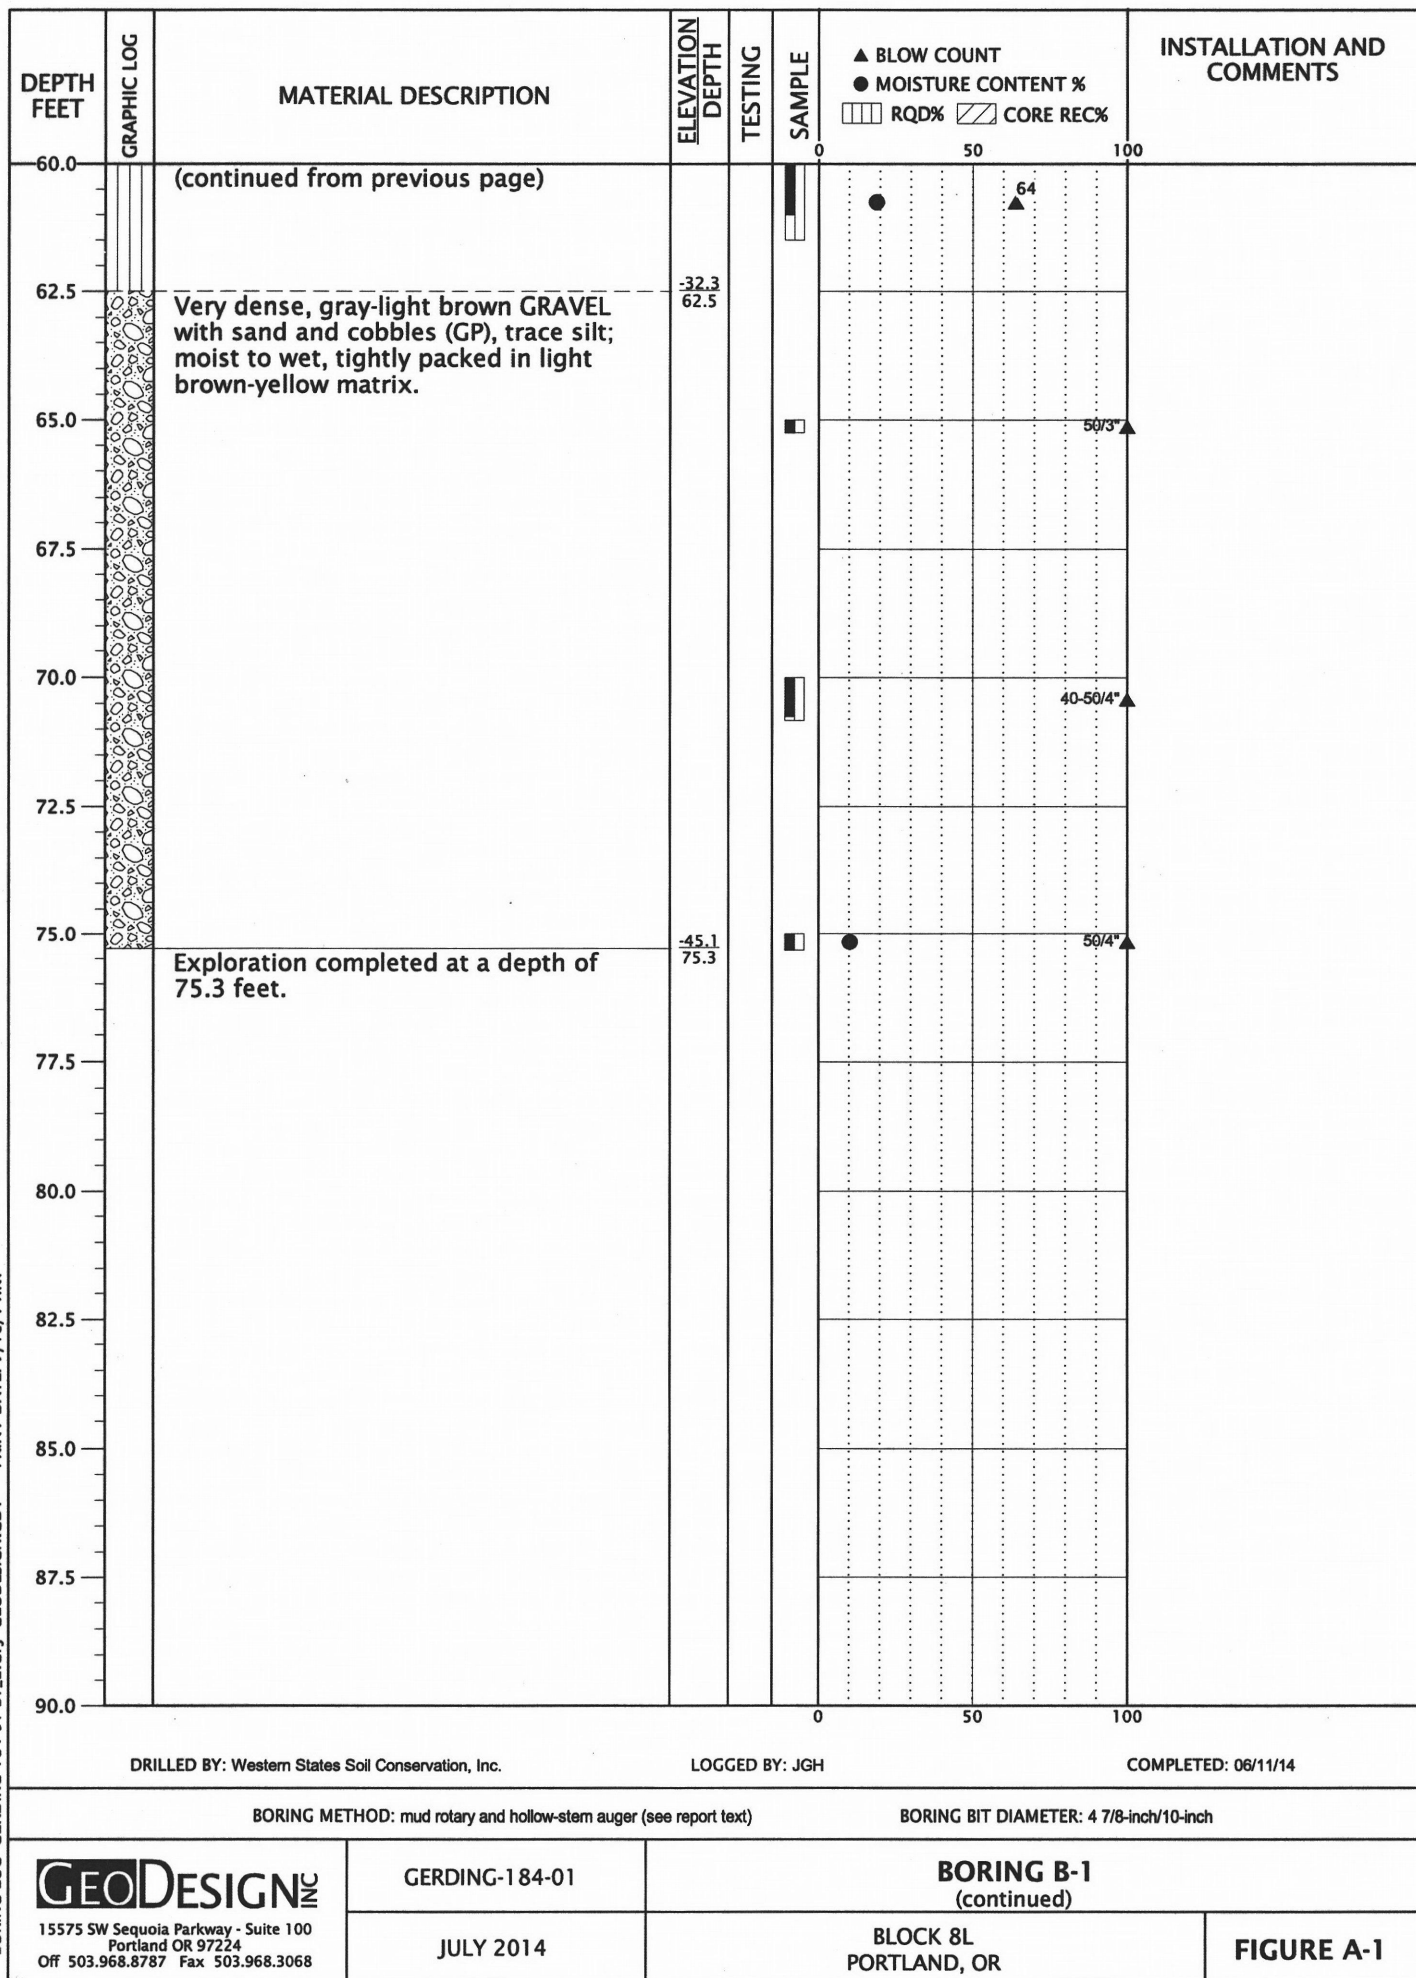 DEPTH
FEET
GRAPHIC LOG
MATERIAL DESCRIPTION
ELEVATION
DEPTH
TESTING
SAMPLE
▲ BLOW COUNT
● MOISTURE CONTENT %
RQD% CORE REC%
INSTALLATION AND
COMMENTS
0 50 100
60.0
(continued from previous page)
64
62.5
-32.3
62.5
Very dense, gray-light brown GRAVEL
with sand and cobbles (GP), trace silt;
moist to wet, tightly packed in light
brown-yellow matrix.
65.0
50/3"
67.5
70.0
40-50/4"
72.5
75.0
50/4"
-45.1
75.3
Exploration completed at a depth of
75.3 feet.
77.5
80.0
82.5
85.0
87.5
90.0
0 50 100
DRILLED BY: Western States Soil Conservation, Inc.
LOGGED BY: JGH
COMPLETED: 06/11/14
BORING METHOD: mud rotary and hollow-stem auger (see report text)
BORING BIT DIAMETER: 4 7/8-inch/10-inch
GEODESIGN INC
15575 SW Sequoia Parkway - Suite 100
Portland OR 97224
Off 503.968.8787 Fax 503.968.3068
GERDING-184-01
JULY 2014
BORING B-1
(continued)
BLOCK 8L
PORTLAND, OR
FIGURE A-1